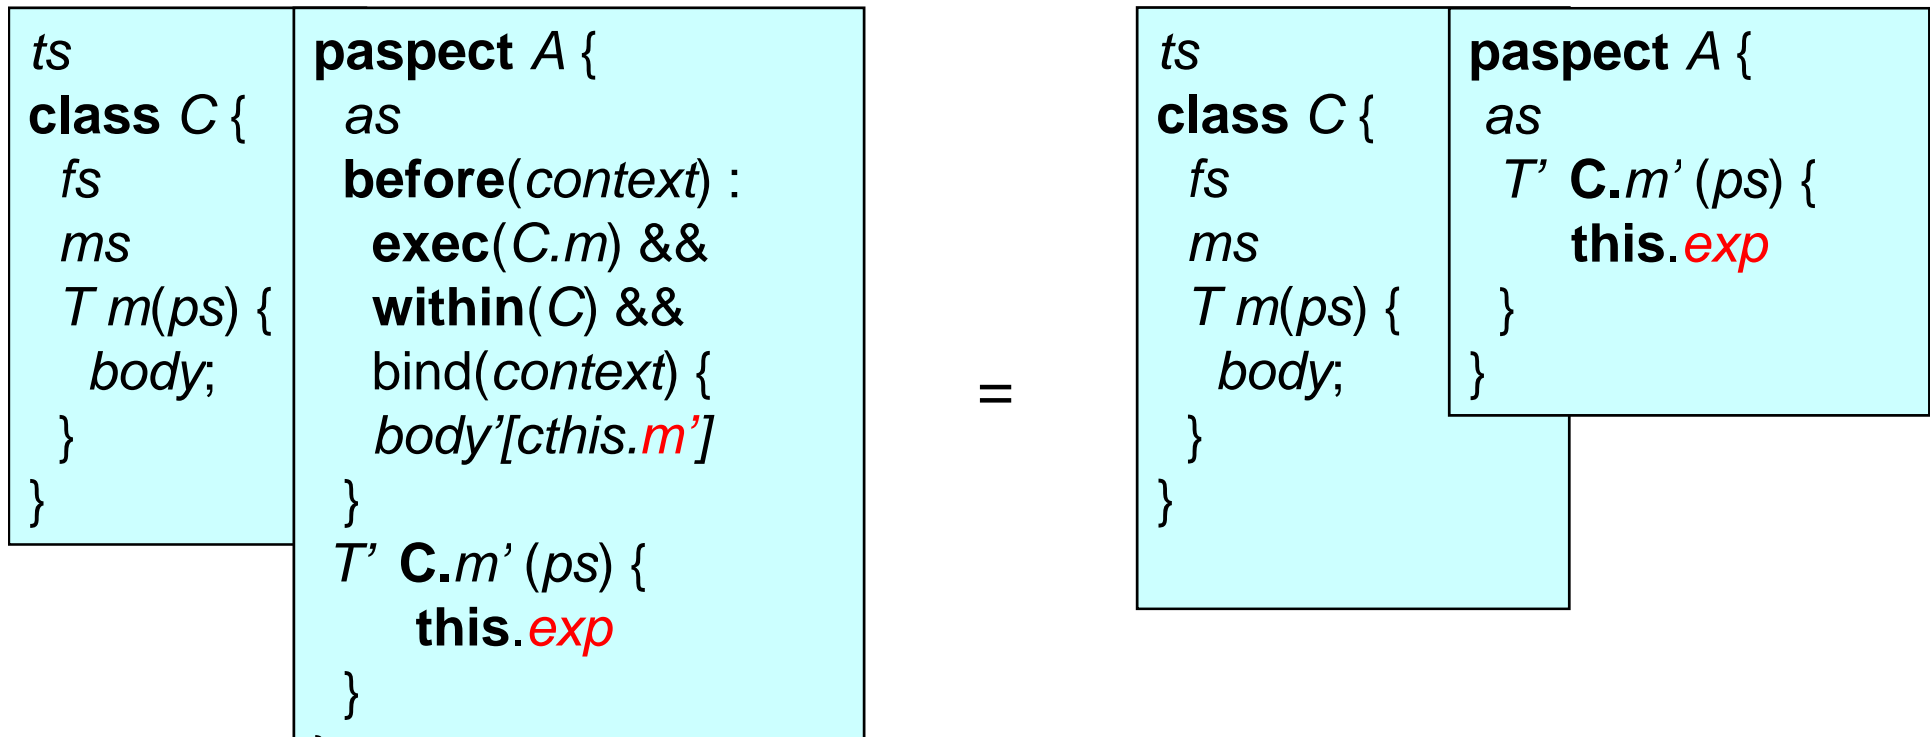 ts
class C {
fs
ms
T m(ps) {
body;
}
}
paspect A {
as
before(context) :
exec(C.m) &&
within(C) &&
bind(context) {
body’[cthis.m’]
}
T’ C.m’ (ps) {
this.exp
}
=
ts
class C {
fs
ms
T m(ps) {
body;
}
}
paspect A {
as
T’ C.m’ (ps) {
this.exp
}
}